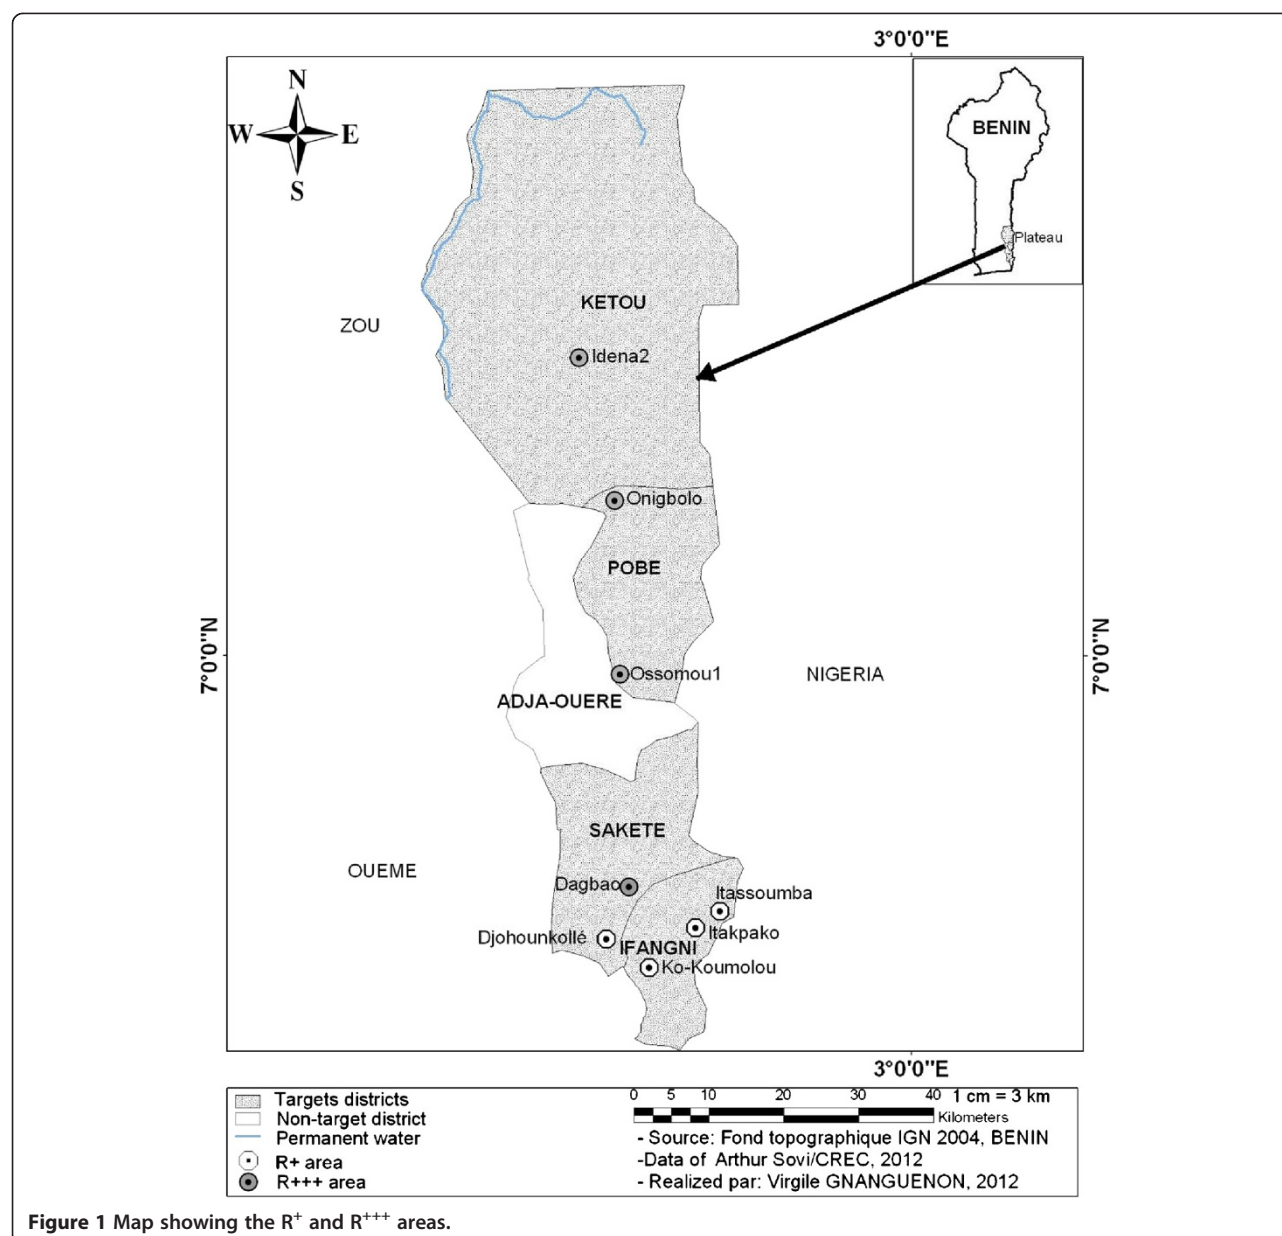 3°0'0"E
N
W E
S
BENIN
Plateau
KETOU
ZOU
Idena2
Onigbolo
POBE
7°0'0"N
7°0'0"N
Ossomou1
NIGERIA
ADJA-OUERE
SAKETE
OUEME
Dagbao
Itassoumba
Itakpako
Djohounkollé
IFANGNI
Ko-Koumolou
3°0'0"E
Targets districts
Non-target district
Permanent water
R+ area
R+++ area
0 5 10 20 30 40 1 cm = 3 km
Kilometers
- Source: Fond topographique IGN 2004, BENIN
-Data of Arthur Sovi/CREC, 2012
- Realized par: Virgile GNANGUENON, 2012
Figure 1 Map showing the R+ and R+++ areas.